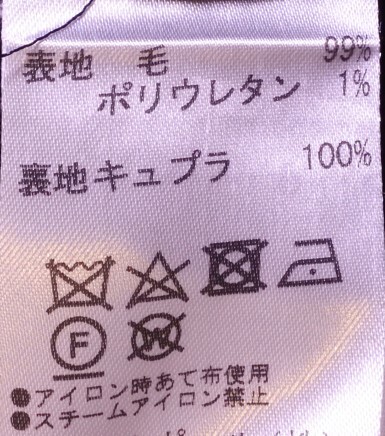 表地 毛 99%
ポリウレタン 1%
裏地キュプラ 100%
F W
●アイロン時あて布使用
●スチームアイロン禁止